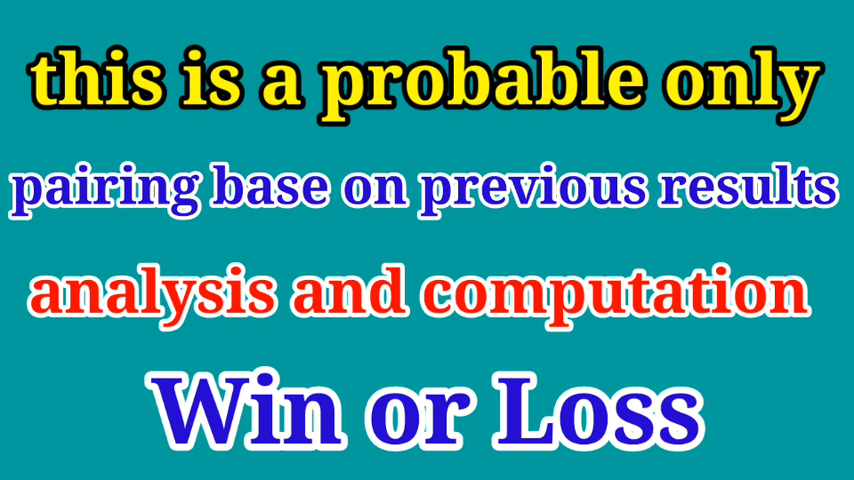 this is a probable only
pairing base on previous results
analysis and computation
Win or Loss